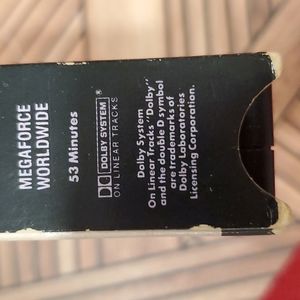 MEGAFORCE
WORLDWIDE
53 Minutes
DOLBY SYSTEM®
ON LINEAR TRACKS
Dolby System
On Linear Tracks "Dolby"
and the double D symbol
are trademarks of
Dolby Laboratories
Licensing Corporation.